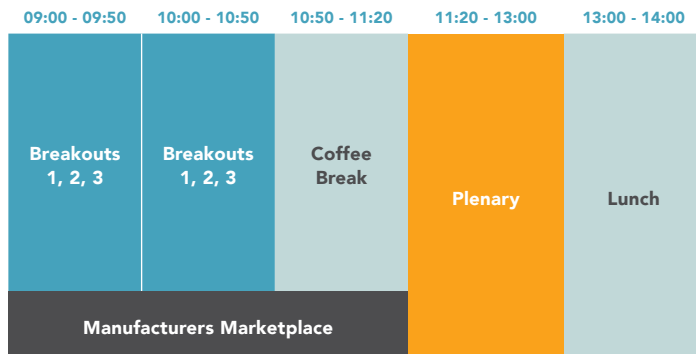 09:00 - 09:50
10:00 - 10:50
10:50 - 11:20
11:20 - 13:00
13:00 - 14:00
Breakouts
1, 2, 3
Breakouts
1, 2, 3
Coffee
Break
Plenary
Lunch
Manufacturers Marketplace